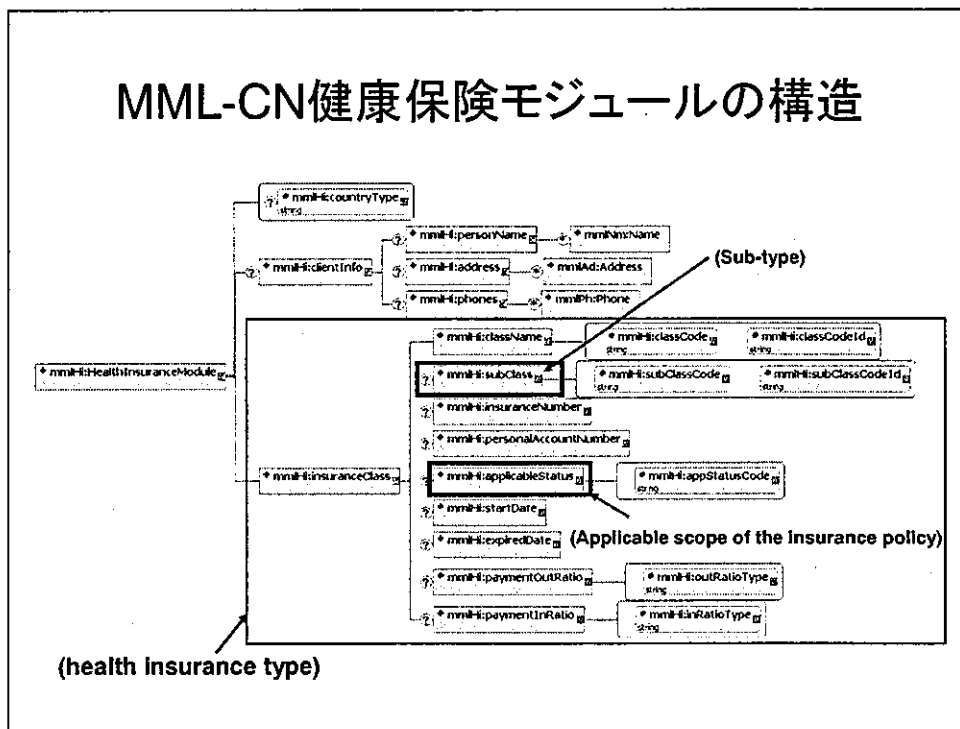 MML-CN健康保険モジュールの構造
mmlHi:countryType
string
mmlHi:personName
mmlNm:Name
(Sub-type)
mmlHi:clientInfo
mmlHi:address
mmlAd:Address
mmlHi:phones
mmlPh:Phone
mmlHi:className
mmlHi:classCode
string
mmlHi:classCodeId
string
mmlHi:HealthInsuranceModule
mmlHi:subClass
mmlHi:subClassCode
string
mmlHi:subClassCodeId
string
mmlHi:insuranceNumber
mmlHi:personalAccountNumber
mmlHi:insuranceClass
mmlHi:applicableStatus
mmlHi:appStatusCode
string
mmlHi:startDate
(Applicable scope of the insurance policy)
mmlHi:expiredDate
mmlHi:paymentOutRatio
mmlHi:outRatioType
string
mmlHi:paymentInRatio
mmlHi:inRatioType
string
(health insurance type)